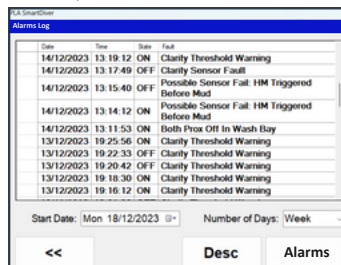 PLA SmartDiver
Alarms Log
Date Time State Fault
14/12/2023 13:19:12 ON Clarity Threshold Warning
14/12/2023 13:17:49 OFF Clarity Sensor Fault
14/12/2023 13:15:40 OFF Possible Sensor Fail: HM Triggered
Before Mud
14/12/2023 13:14:12 ON Possible Sensor Fail: HM Triggered
Before Mud
14/12/2023 13:11:53 ON Both Prox Off In Wash Bay
13/12/2023 19:25:56 ON Clarity Threshold Warning
13/12/2023 19:22:33 OFF Clarity Threshold Warning
13/12/2023 19:20:42 OFF Clarity Threshold Warning
13/12/2023 19:18:30 ON Clarity Threshold Warning
13/12/2023 19:16:12 ON Clarity Threshold Warning
Start Date: Mon 18/12/2023 Number of Days: Week
<< Desc Alarms